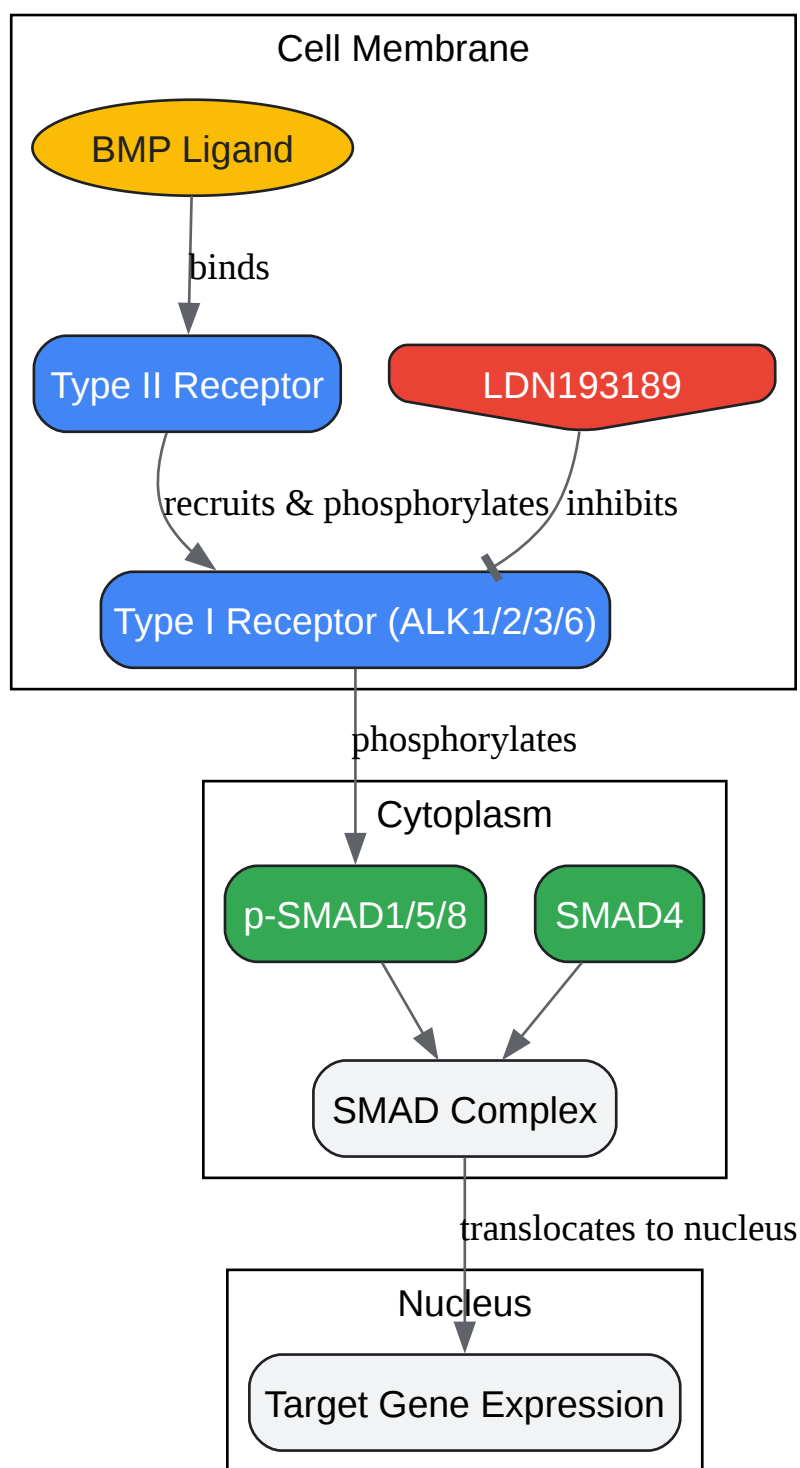 Cell Membrane
BMP Ligand
binds
Type II Receptor
LDN193189
recruits & phosphorylates
inhibits
Type I Receptor (ALK1/2/3/6)
phosphorylates
Cytoplasm
p-SMAD1/5/8
SMAD4
SMAD Complex
translocates to nucleus
Nucleus
Target Gene Expression